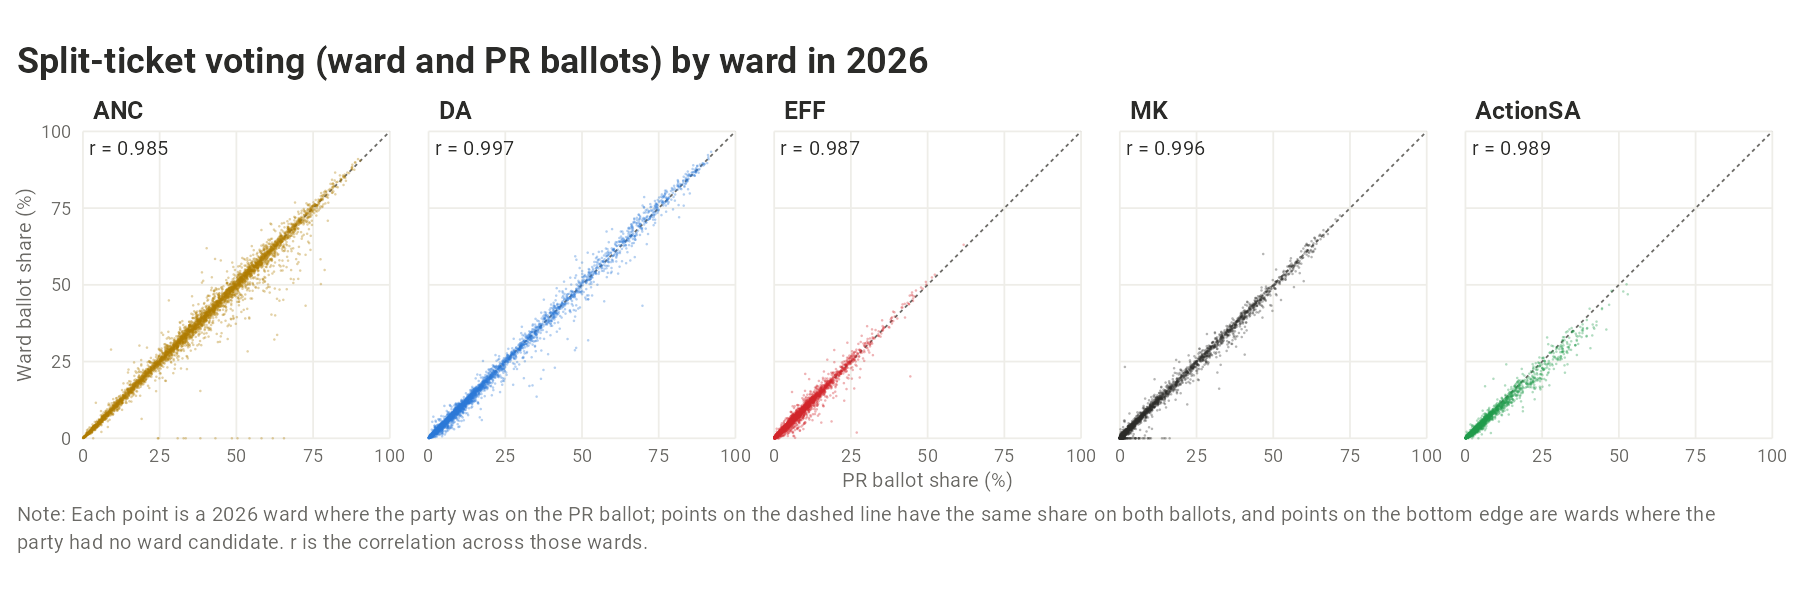 Split-ticket voting (ward and PR ballots) by ward in 2026
ANC DA EFF MK ActionSA
r = 0.985 r = 0.997 r = 0.987 r = 0.996 r = 0.989
Ward ballot share (%)
100
75
50
25
0
0 25 50 75 100 0 25 50 75 100 0 25 50 75 100 0 25 50 75 100 0 25 50 75 100
PR ballot share (%)
Note: Each point is a 2026 ward where the party was on the PR ballot; points on the dashed line have the same share on both ballots, and points on the bottom edge are wards where the
party had no ward candidate. r is the correlation across those wards.